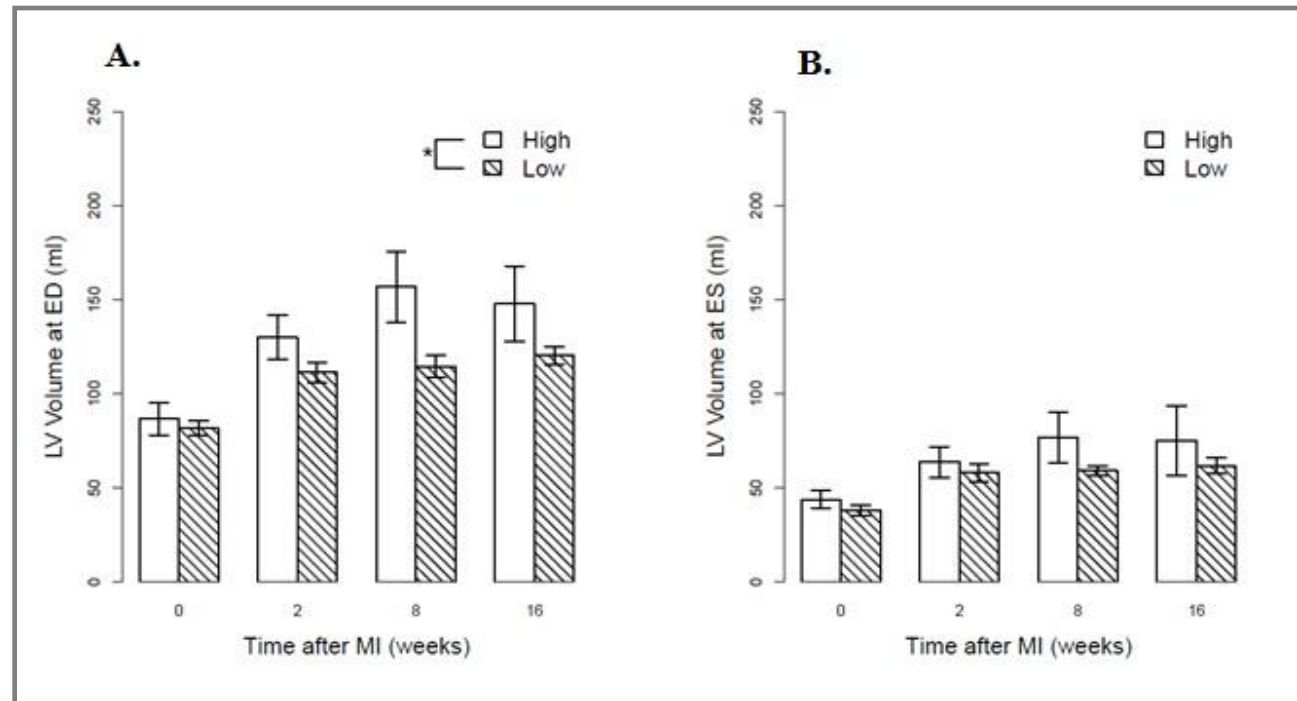 A.
250
200
150
100
50
0
LV Volume at ED (ml)
* High
Low
0 2 8 16
Time after MI (weeks)
B.
250
200
150
100
50
0
LV Volume at ES (ml)
High
Low
0 2 8 16
Time after MI (weeks)